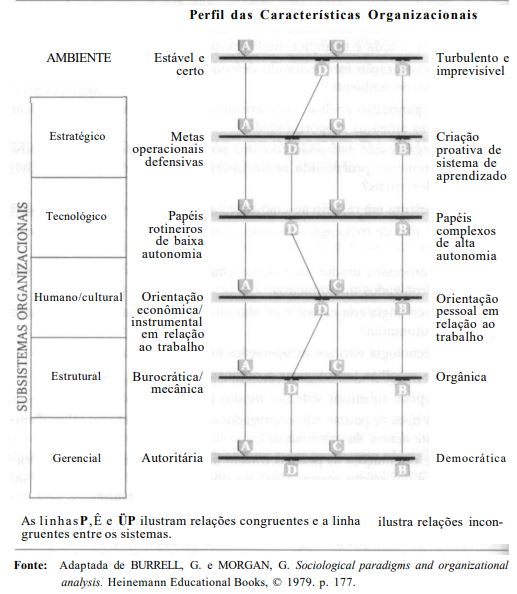 Perfil das Características Organizacionais
A C
AMBIENTE Estável e certo Turbulento e imprevisível
D B
A C
Estratégico Metas operacionais defensivas Criação proativa de sistema de aprendizado
D B
A C
Tecnológico Papéis rotineiros de baixa autonomia Papéis complexos de alta autonomia
D B
A C
Humano/cultural Orientação econômica/ instrumental em relação ao trabalho Orientação pessoal em relação ao trabalho
D B
A C
Estrutural Burocrática/ mecânica Orgânica
D B
A C
Gerencial Autoritária Democrática
D B
SUBSISTEMAS ORGANIZACIONAIS
As linhas P, Ê e ÜP ilustram relações congruentes e a linha ilustra relações incon-
gruentes entre os sistemas.
Fonte: Adaptada de BURRELL, G. e MORGAN, G. Sociological paradigms and organizational
analysis. Heinemann Educational Books, © 1979. p. 177.